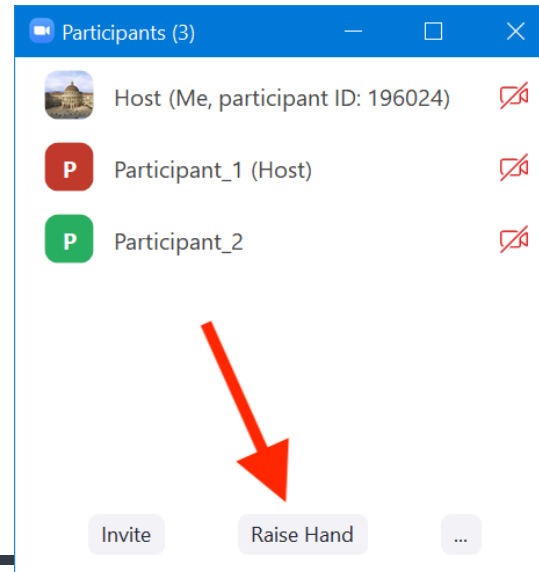 Participants (3)
Host (Me, participant ID: 196024)
P Participant_1 (Host)
P Participant_2
Invite Raise Hand ...